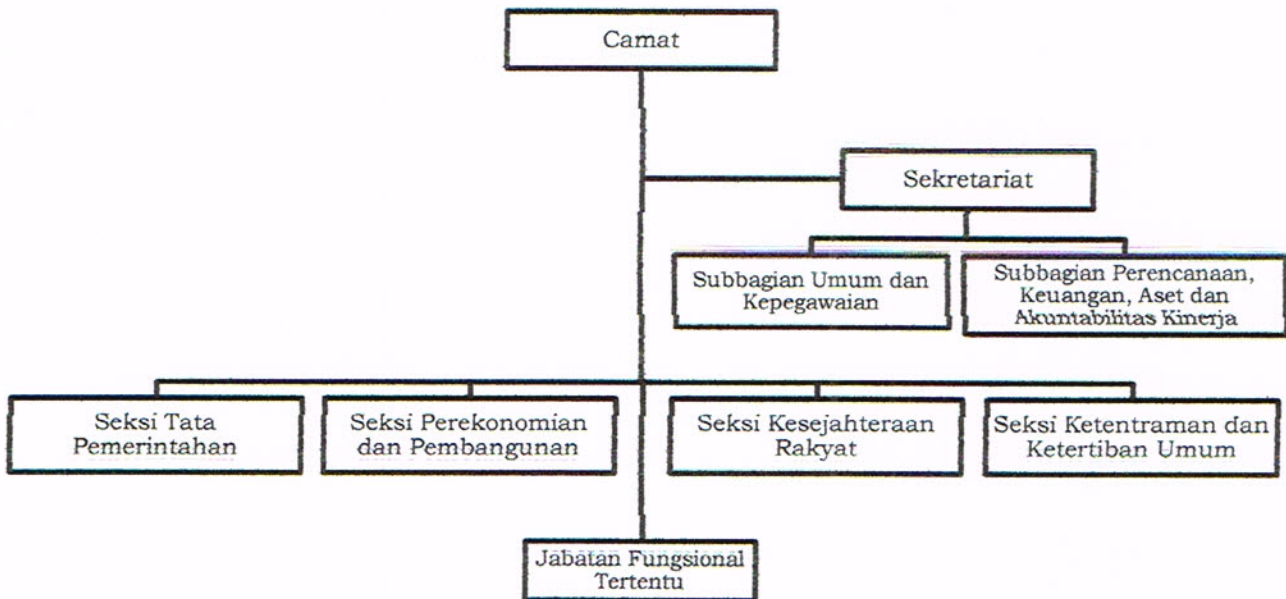 Camat
Sekretariat
Subbagian Umum dan
Kepegawaian
Subbagian Perencanaan,
Keuangan, Aset dan
Akuntabilitas Kinerja
Seksi Tata
Pemerintahan
Seksi Perekonomian
dan Pembangunan
Seksi Kesejahteraan
Rakyat
Seksi Ketentraman dan
Ketertiban Umum
Jabatan Fungsional
Tertentu